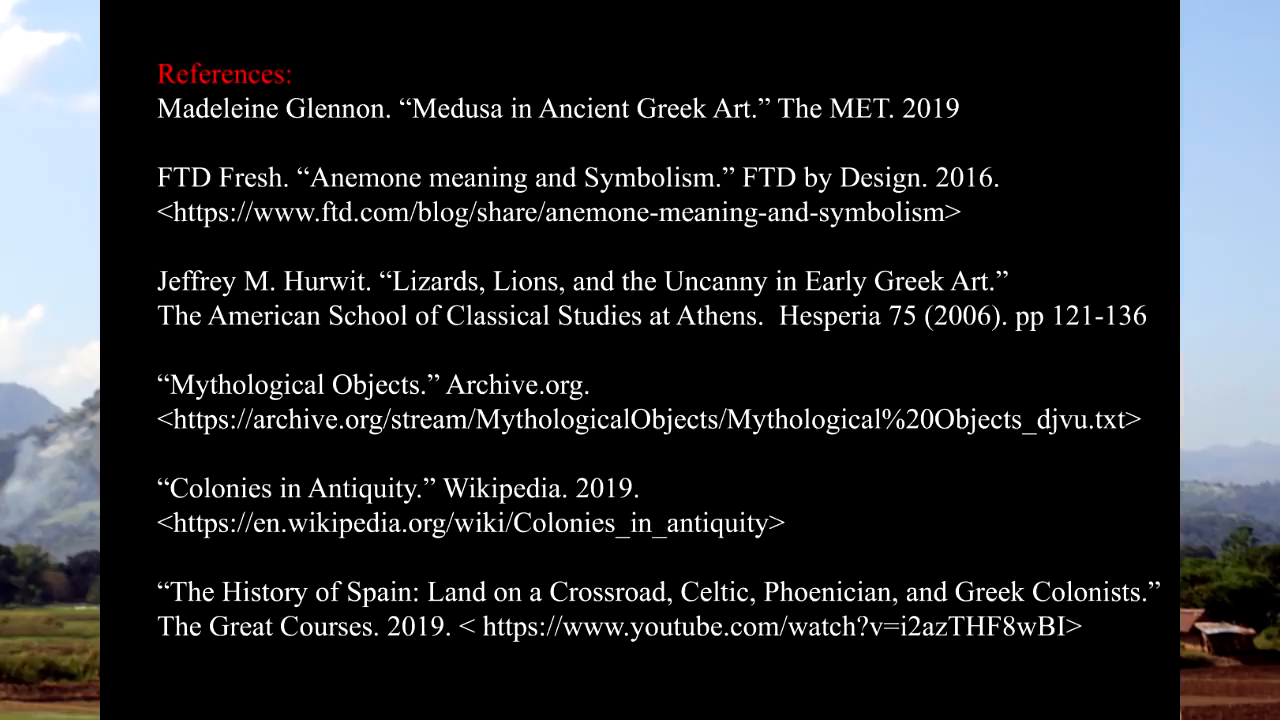 References:
Madeleine Glennon. “Medusa in Ancient Greek Art.” The MET. 2019
FTD Fresh. “Anemone meaning and Symbolism.” FTD by Design. 2016.
<https://www.ftd.com/blog/share/anemone-meaning-and-symbolism>
Jeffrey M. Hurwit. “Lizards, Lions, and the Uncanny in Early Greek Art.”
The American School of Classical Studies at Athens.  Hesperia 75 (2006). pp 121-136
“Mythological Objects.” Archive.org.
<https://archive.org/stream/MythologicalObjects/Mythological%20Objects_djvu.txt>
“Colonies in Antiquity.” Wikipedia. 2019.
<https://en.wikipedia.org/wiki/Colonies_in_antiquity>
“The History of Spain: Land on a Crossroad, Celtic, Phoenician, and Greek Colonists.”
The Great Courses. 2019. < https://www.youtube.com/watch?v=i2azTHF8wBI>